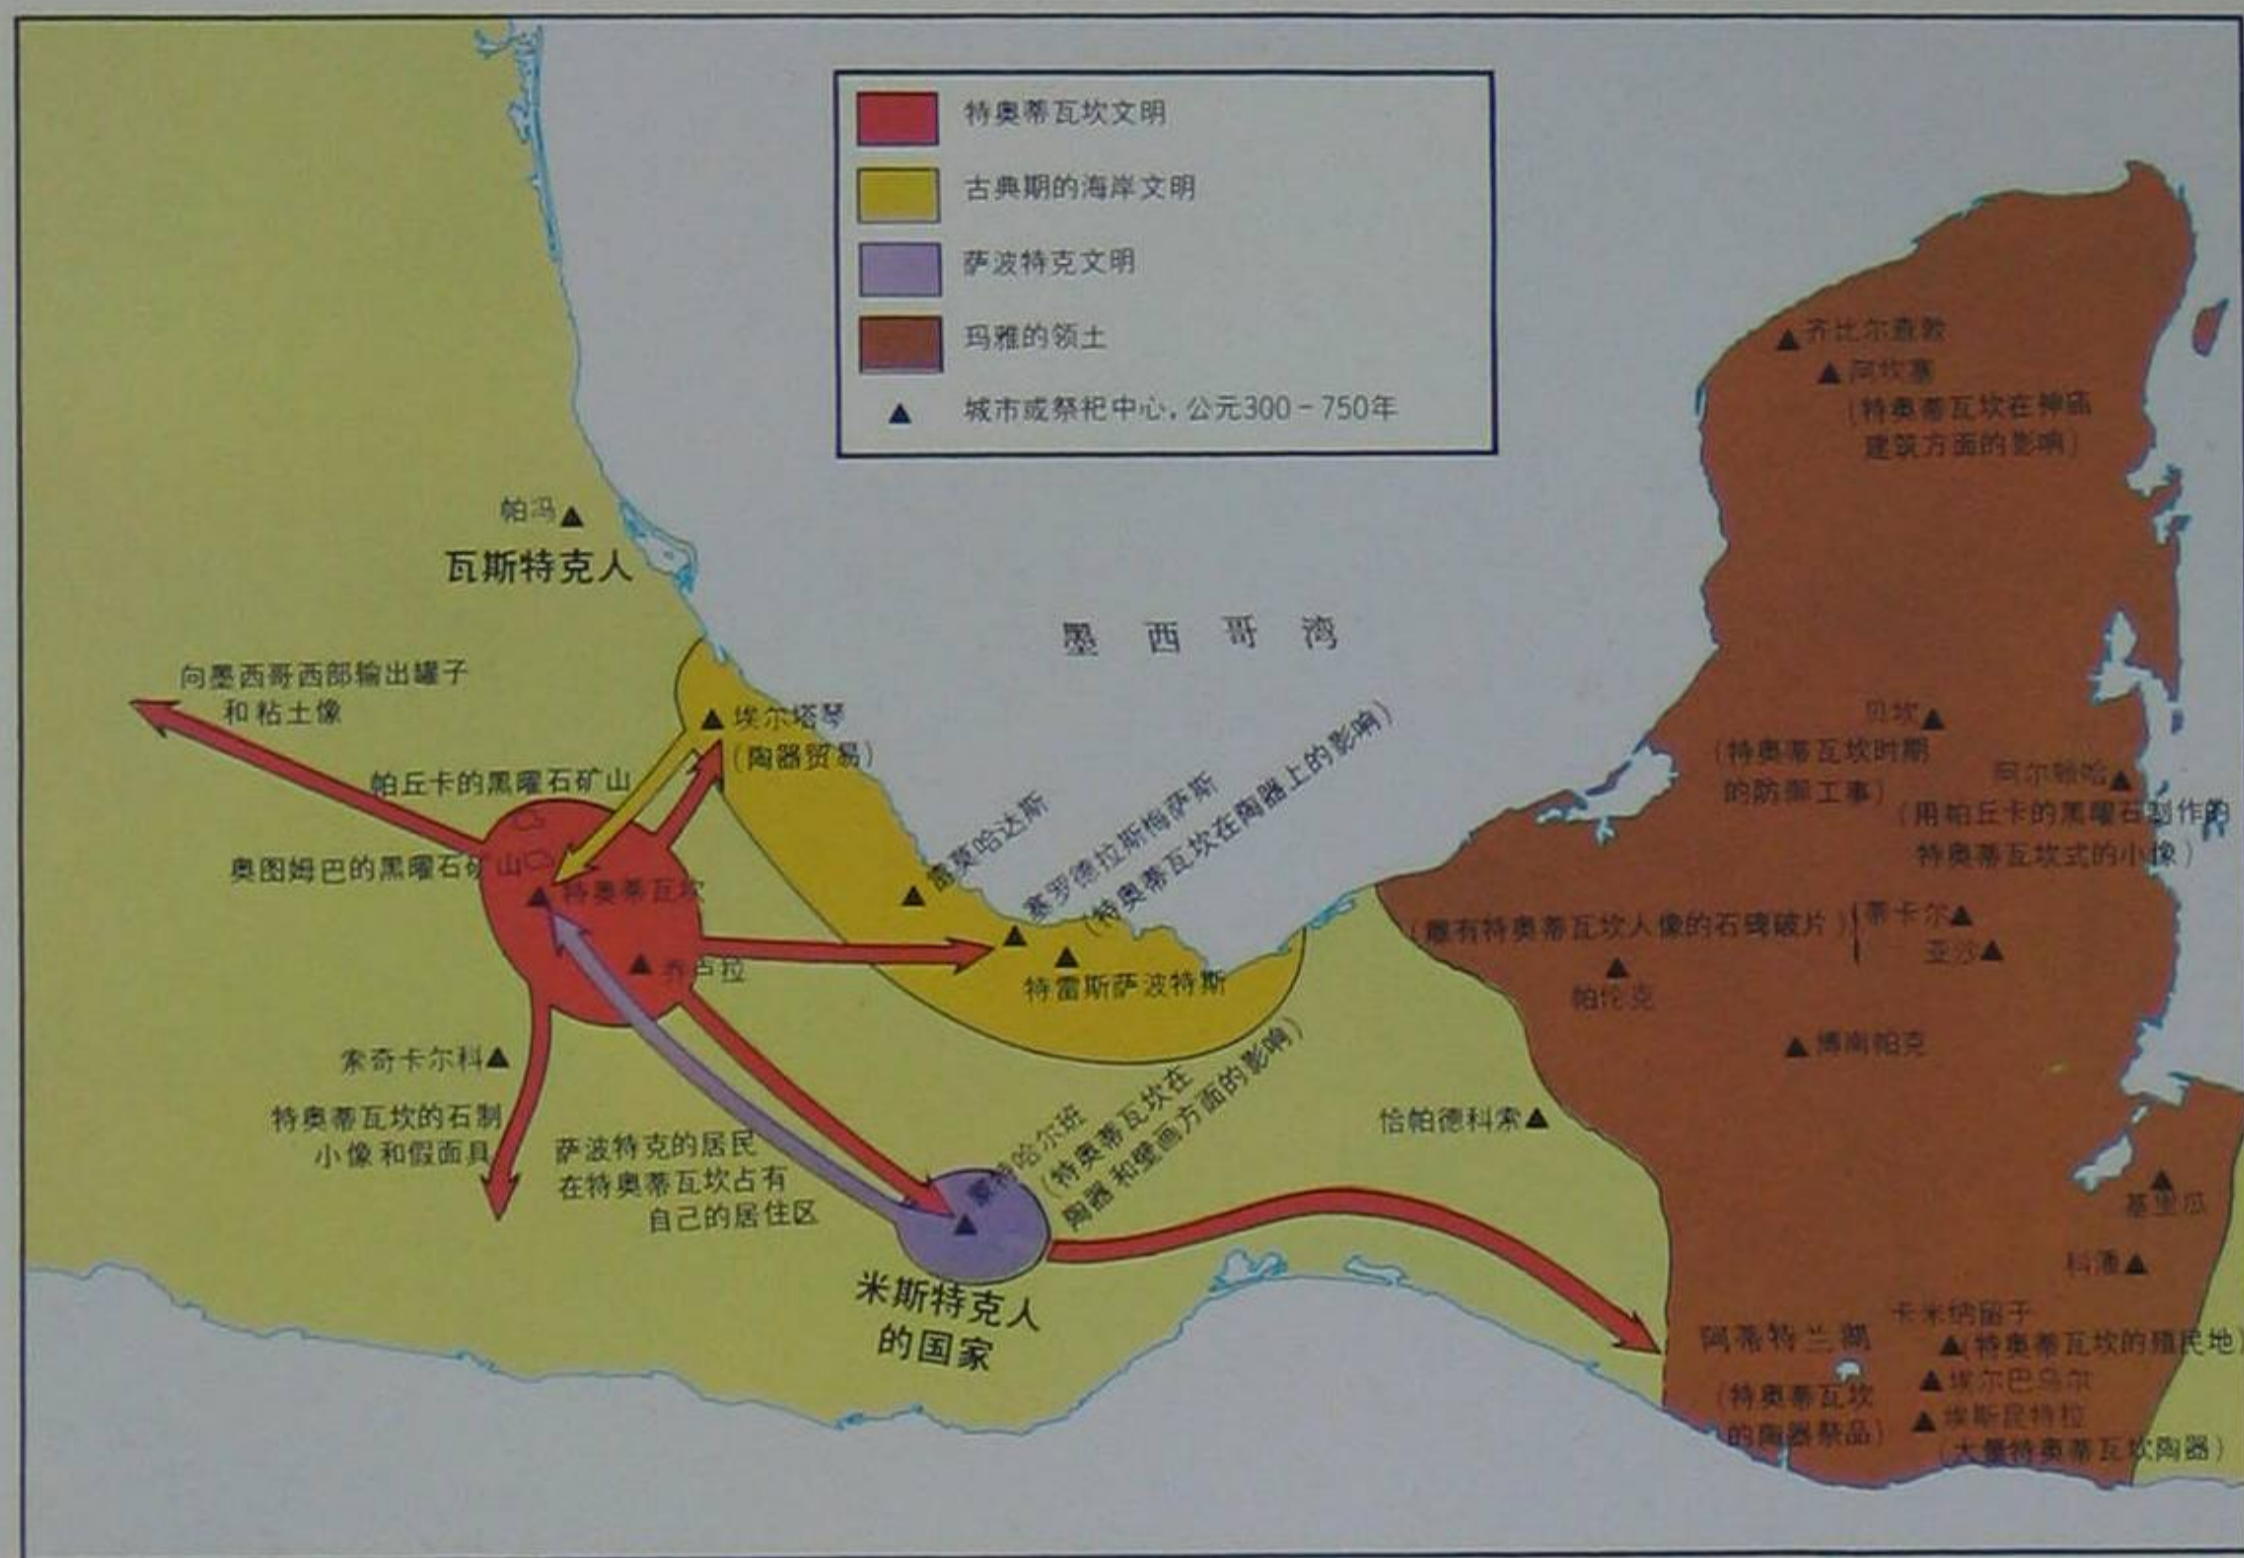 特奥蒂瓦坎文明
古典期的海岸文明
萨波特克文明
玛雅的领土
城市或祭祀中心，公元300－750年
齐比尔查敦
阿坎塞
(特奥蒂瓦坎在神庙
建筑方面的影响)
帕冯
瓦斯特克人
墨西哥湾
向墨西哥西部输出罐子
和粘土像
埃尔塔琴
(陶器贸易)
帕丘卡的黑曜石矿山
奥图姆巴的黑曜石矿山
特奥蒂瓦坎
乔卢拉
雷莫哈达斯
塞罗德拉斯梅萨斯
(特奥蒂瓦坎在陶器上的影响)
特雷斯萨波特斯
贝坎
(特奥蒂瓦坎时期
的防御工事)
阿尔翰哈
(用帕丘卡的黑曜石制作的
特奥蒂瓦坎式的小像)
(雕有特奥蒂瓦坎人像的石碑破片)
蒂卡尔
亚沙
帕伦克
博南帕克
索奇卡尔科
特奥蒂瓦坎的石制
小像和假面具
萨波特克的居民
在特奥蒂瓦坎占有
自己的居住区
蒙特哈尔班
(特奥蒂瓦坎在
陶器和壁画方面的影响)
恰帕德科索
米斯特克人
的国家
基里瓜
科潘
卡米纳留子
(特奥蒂瓦坎的殖民地)
阿蒂特兰湖
(特奥蒂瓦坎
的陶器祭品)
埃尔巴乌尔
埃斯昆特拉
(大量特奥蒂瓦坎陶器)